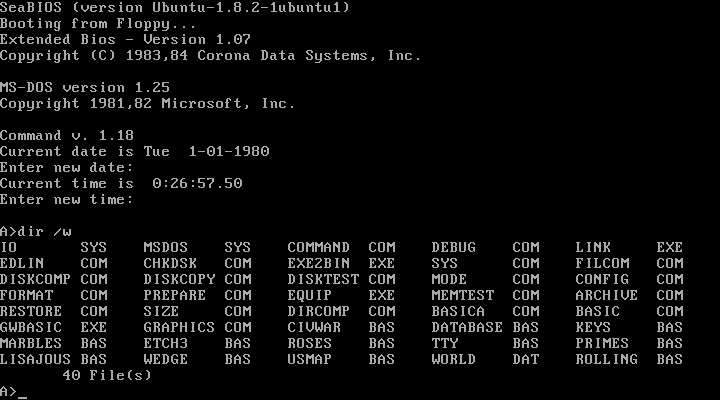 SeaBIOS (version Ubuntu-1.8.2-1ubuntu1)
Booting from Floppy...
Extended Bios - Version 1.07
Copyright (C) 1983,84 Corona Data Systems, Inc.
MS-DOS version 1.25
Copyright 1981,82 Microsoft, Inc.
Command v. 1.18
Current date is Tue  1-01-1980
Enter new date:
Current time is  0:26:57.50
Enter new time:
A>dir /w
IO       SYS    MSDOS    SYS    COMMAND  COM    DEBUG    COM    LINK     EXE
EDLIN    COM    CHKDSK   COM    EXE2BIN  EXE    SYS      COM    FILCOM   COM
DISKCOMP COM    DISKCOPY COM    DISKTEST COM    MODE     COM    CONFIG   COM
FORMAT   COM    PREPARE  COM    EQUIP    EXE    MEMTEST  COM    ARCHIVE  COM
RESTORE  COM    SIZE     COM    DIRCOMP  COM    BASICA   COM    BASIC    COM
GWBASIC  EXE    GRAPHICS COM    CIVWAR   BAS    DATABASE BAS    KEYS     BAS
MARBLES  BAS    ETCH3    BAS    ROSES    BAS    TTY      BAS    PRIMES   BAS
LISAJOUS BAS    WEDGE    BAS    USMAP    BAS    WORLD    DAT    ROLLING  BAS
40 File(s)
A>_